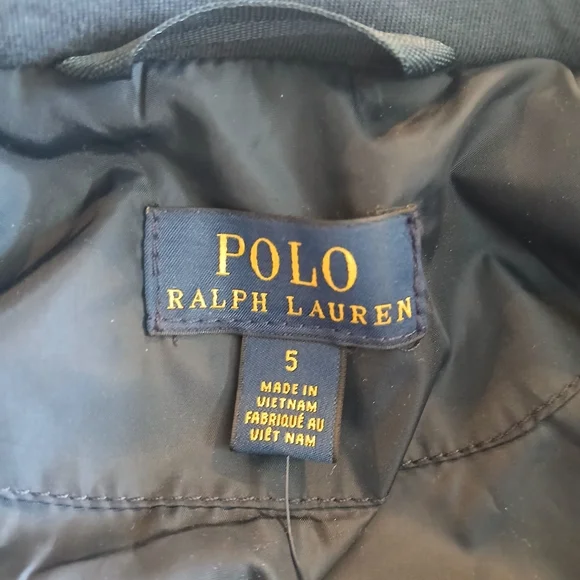 POLO
RALPH LAUREN
5
MADE IN
VIETNAM
FABRIQUÉ AU
VIÊT NAM